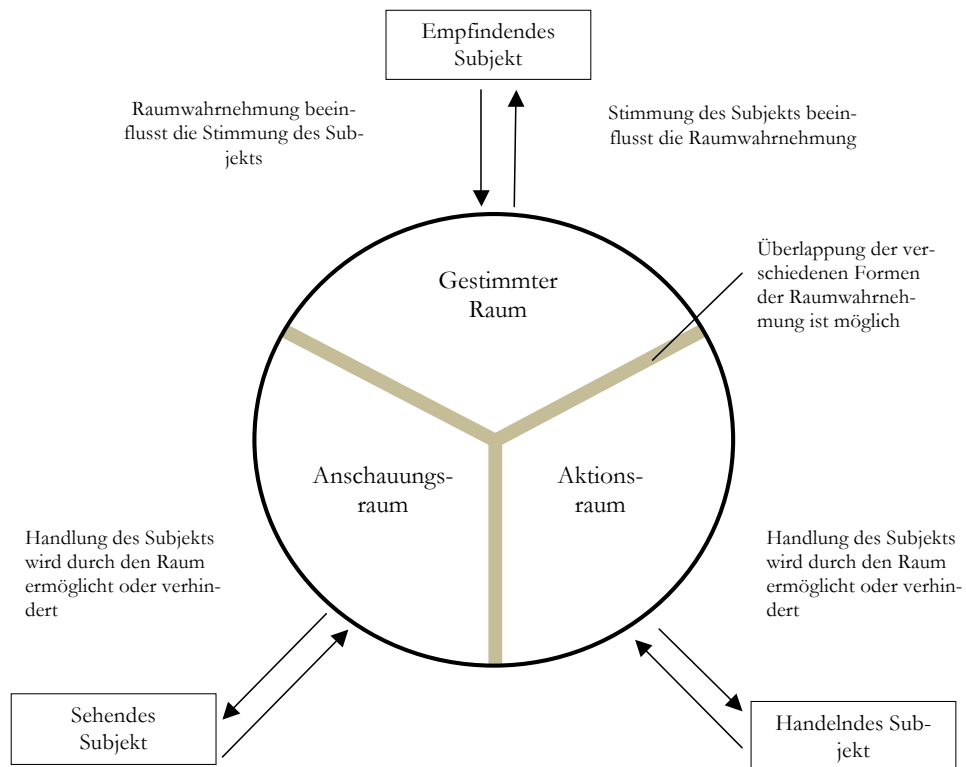 Empfindendes
Subjekt
Raumwahrnehmung beein-
flusst die Stimmung des Sub-
jekts
Stimmung des Subjekts beein-
flusst die Raumwahrnehmung
Gestimmter
Raum
Überlappung der ver-
schiedenen Formen
der Raumwahrneh-
mung ist möglich
Anschauungs-
raum
Aktions-
raum
Handlung des Subjekts
wird durch den Raum
ermöglicht oder verhin-
dert
Handlung des Subjekts
wird durch den Raum
ermöglicht oder verhin-
dert
Sehendes
Subjekt
Handelndes Sub-
jekt